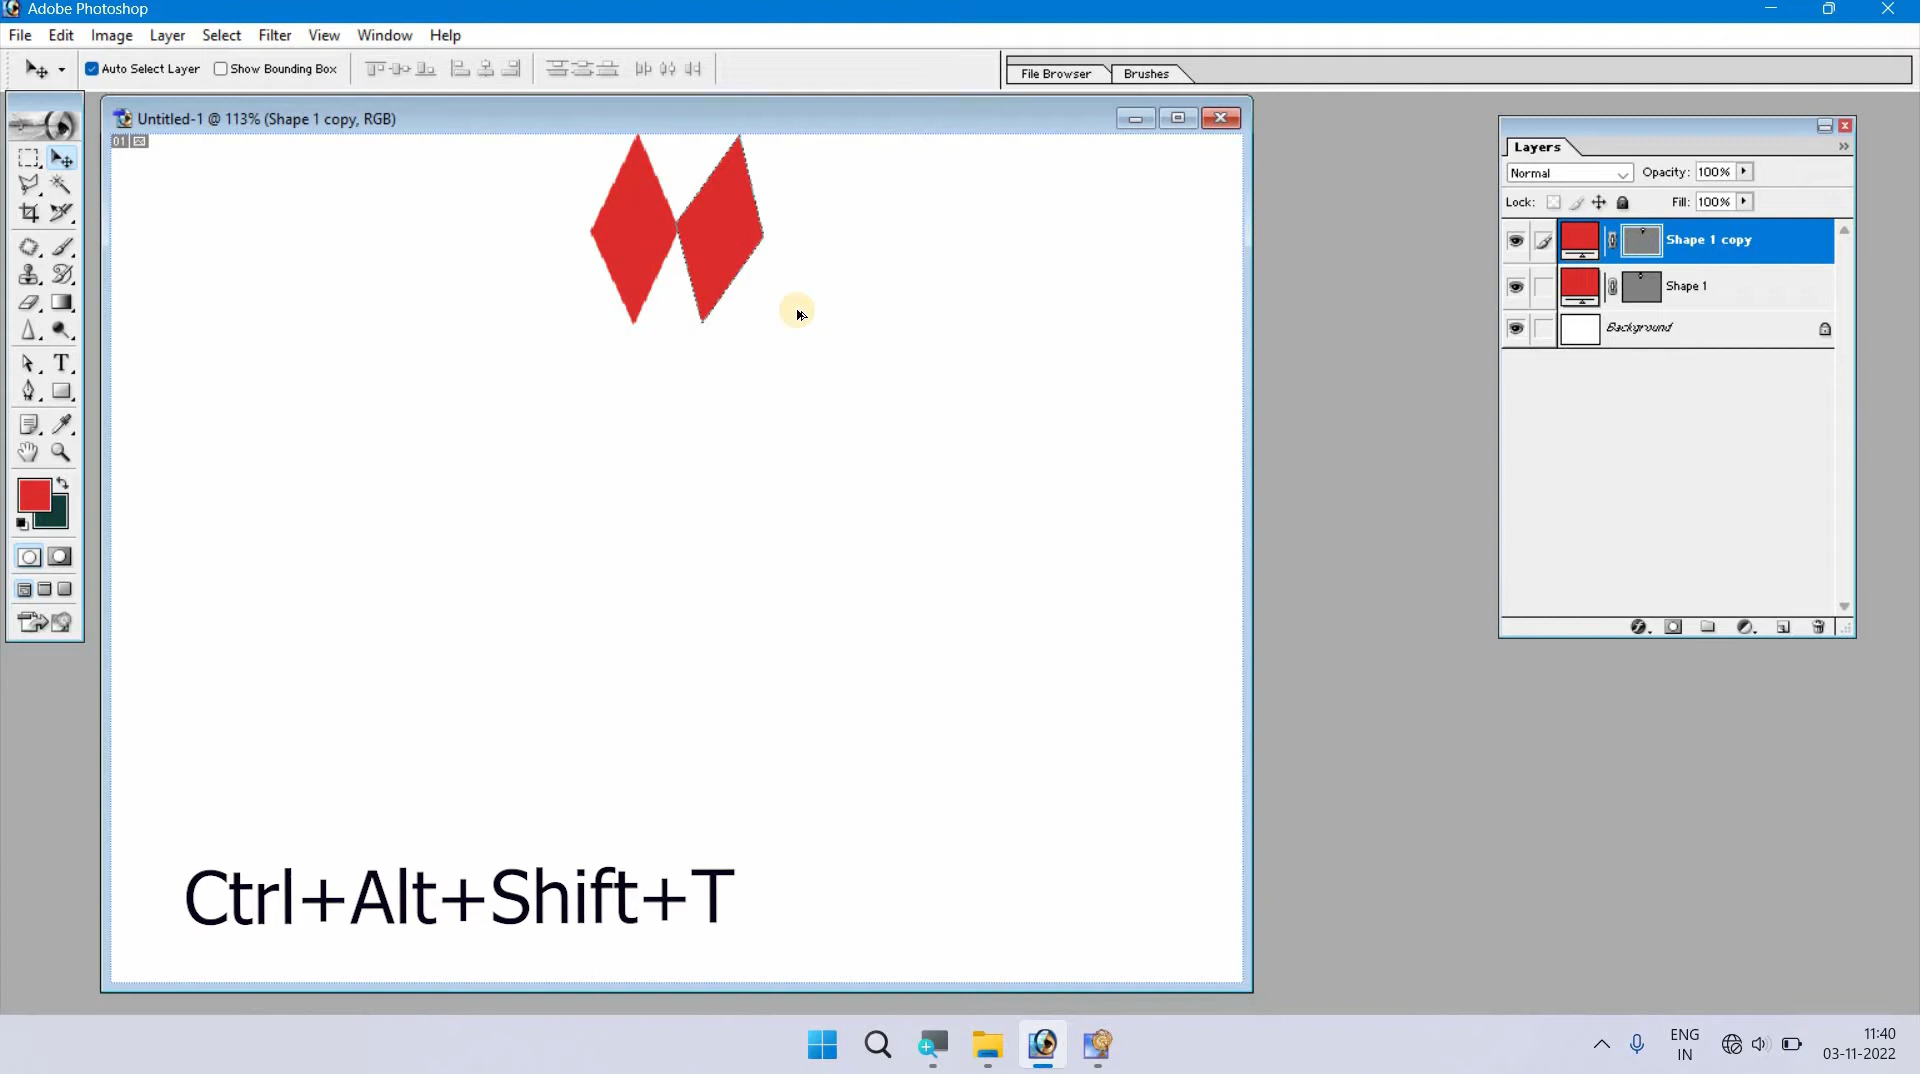 Adobe Photoshop
File Edit Image Layer Select Filter View Window Help
Auto Select Layer Show Bounding Box
File Browser Brushes
Untitled-1 @ 113% (Shape 1 copy, RGB)
01
Layers
Normal Opacity: 100%
Lock: Fill: 100%
Shape 1 copy
Shape 1
Background
T
Ctrl+Alt+Shift+T
ENG
IN
11:40
03-11-2022